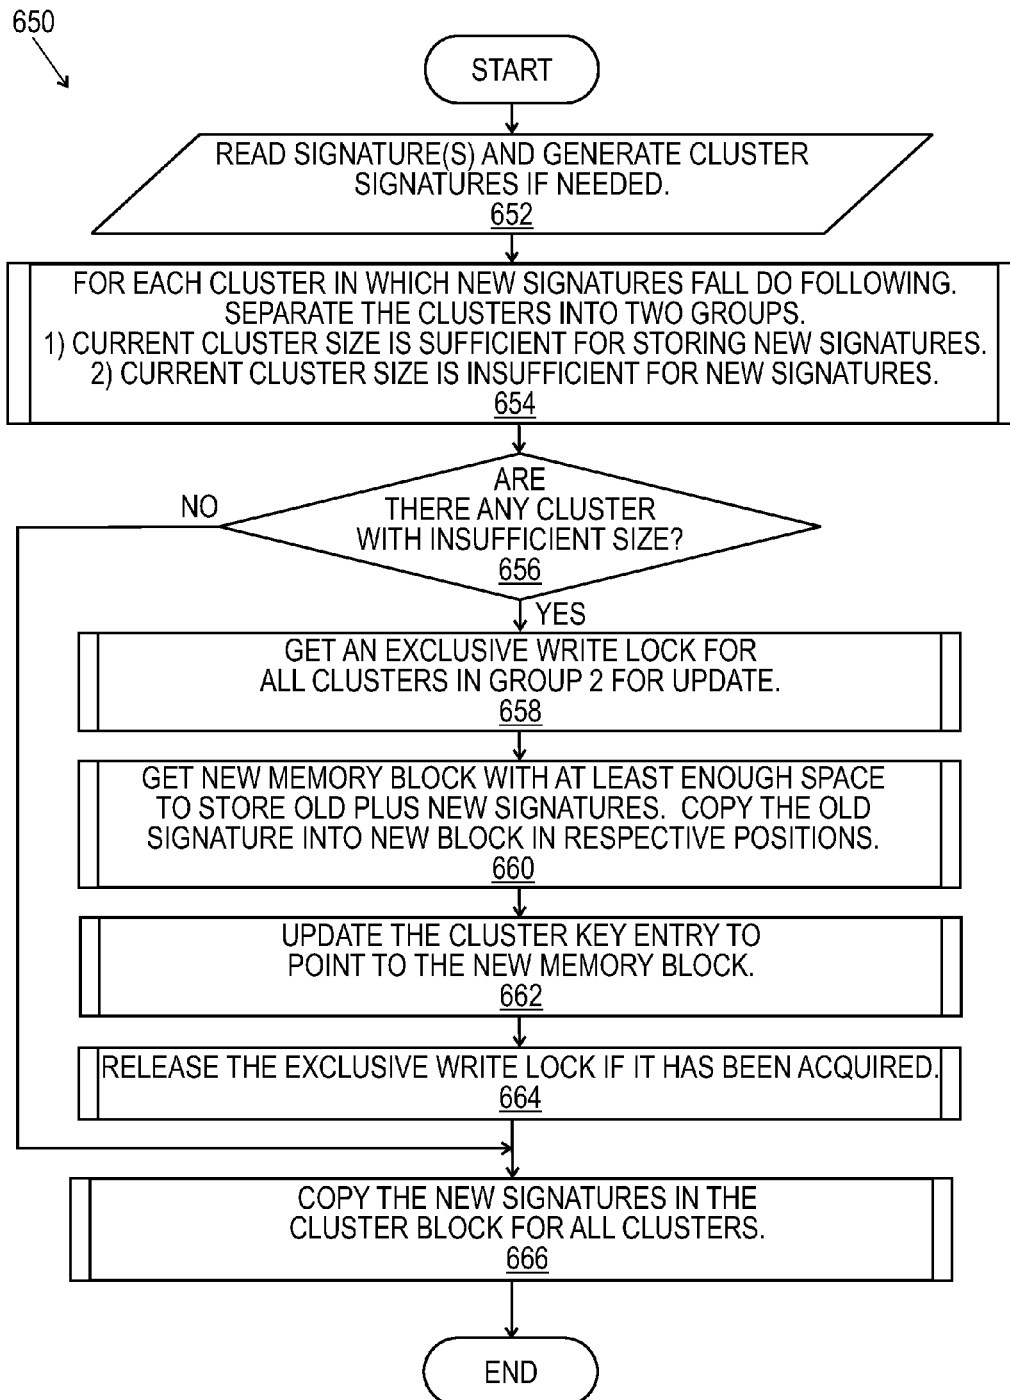 650
START
READ SIGNATURE(S) AND GENERATE CLUSTER
SIGNATURES IF NEEDED.
652
FOR EACH CLUSTER IN WHICH NEW SIGNATURES FALL DO FOLLOWING.
SEPARATE THE CLUSTERS INTO TWO GROUPS.
1) CURRENT CLUSTER SIZE IS SUFFICIENT FOR STORING NEW SIGNATURES.
2) CURRENT CLUSTER SIZE IS INSUFFICIENT FOR NEW SIGNATURES.
654
ARE
THERE ANY CLUSTER
WITH INSUFFICIENT SIZE?
656
NO
YES
GET AN EXCLUSIVE WRITE LOCK FOR
ALL CLUSTERS IN GROUP 2 FOR UPDATE.
658
GET NEW MEMORY BLOCK WITH AT LEAST ENOUGH SPACE
TO STORE OLD PLUS NEW SIGNATURES. COPY THE OLD
SIGNATURE INTO NEW BLOCK IN RESPECTIVE POSITIONS.
660
UPDATE THE CLUSTER KEY ENTRY TO
POINT TO THE NEW MEMORY BLOCK.
662
RELEASE THE EXCLUSIVE WRITE LOCK IF IT HAS BEEN ACQUIRED.
664
COPY THE NEW SIGNATURES IN THE
CLUSTER BLOCK FOR ALL CLUSTERS.
666
END